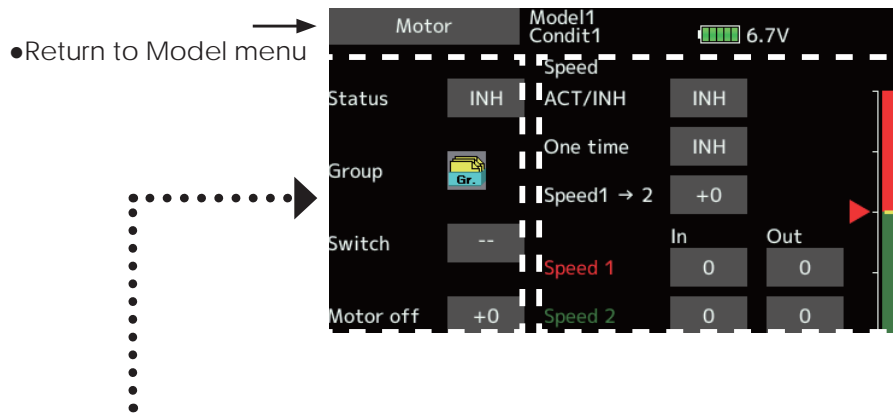 Motor
Model1
Condit1
6.7V
●Return to Model menu
Status INH
Group Gr.
Switch --
Motor off +0
Speed
ACT/INH INH
One time INH
Speed1 → 2 +0
In Out
Speed 1 0 0
Speed 2 0 0